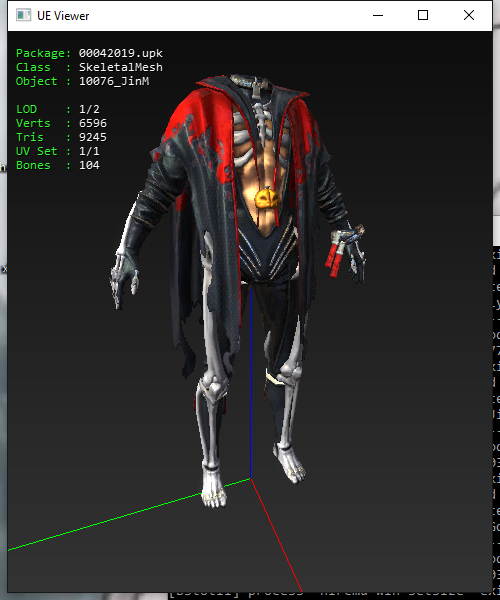 UE Viewer
Package: 00042019.upk
Class : SkeletalMesh
Object : 10076_JinM
LOD : 1/2
Verts : 6596
Tris : 9245
UV Set : 1/1
Bones : 104